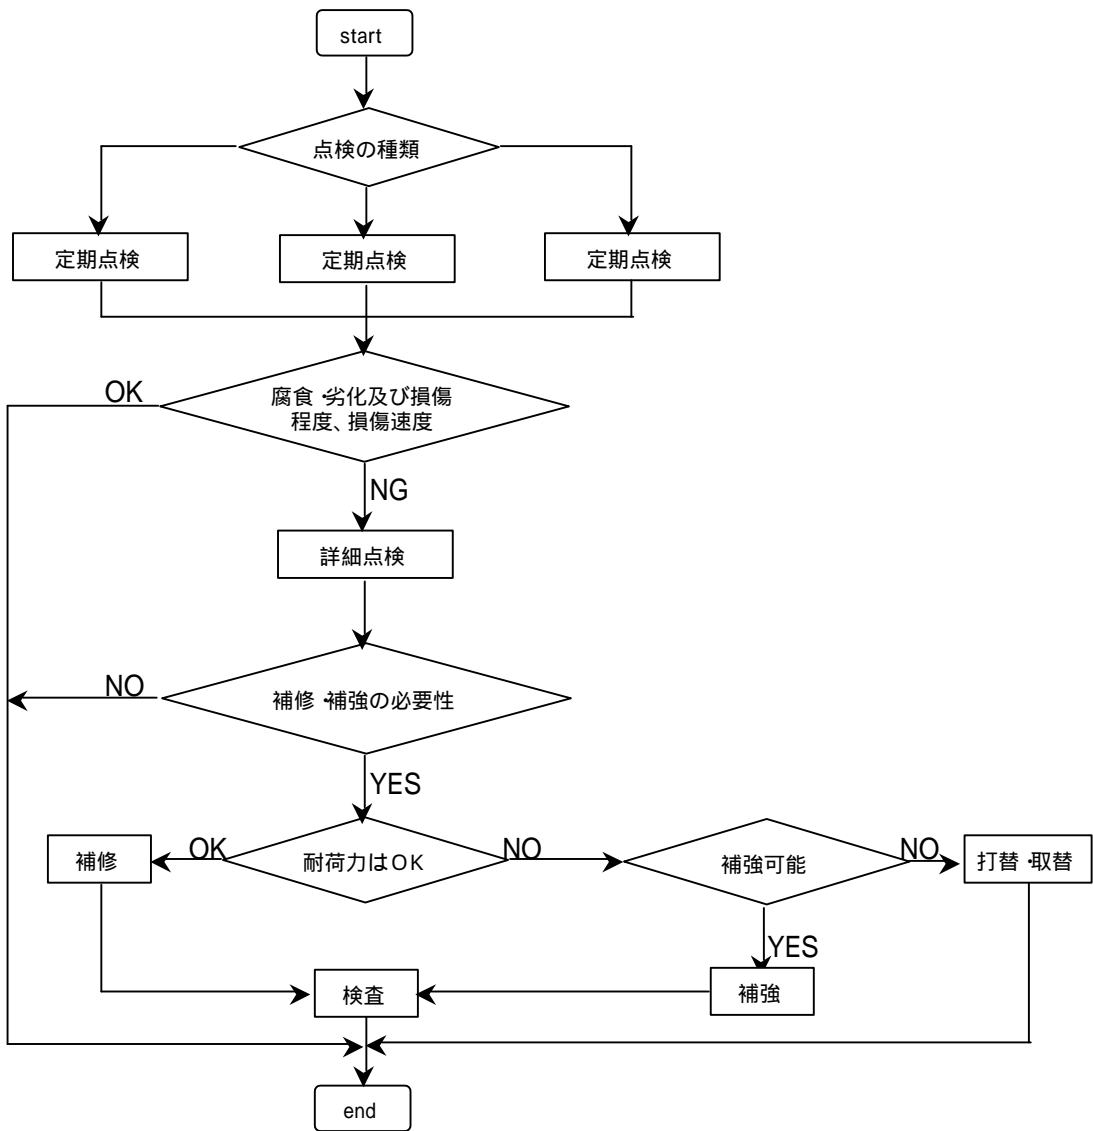 start
点検の種類
定期点検
定期点検
定期点検
OK
腐食・劣化及び損傷
程度、損傷速度
NG
詳細点検
NO
補修・補強の必要性
YES
補修
OK
耐荷力はOK
NO
補強可能
NO
打替・取替
YES
検査
補強
end